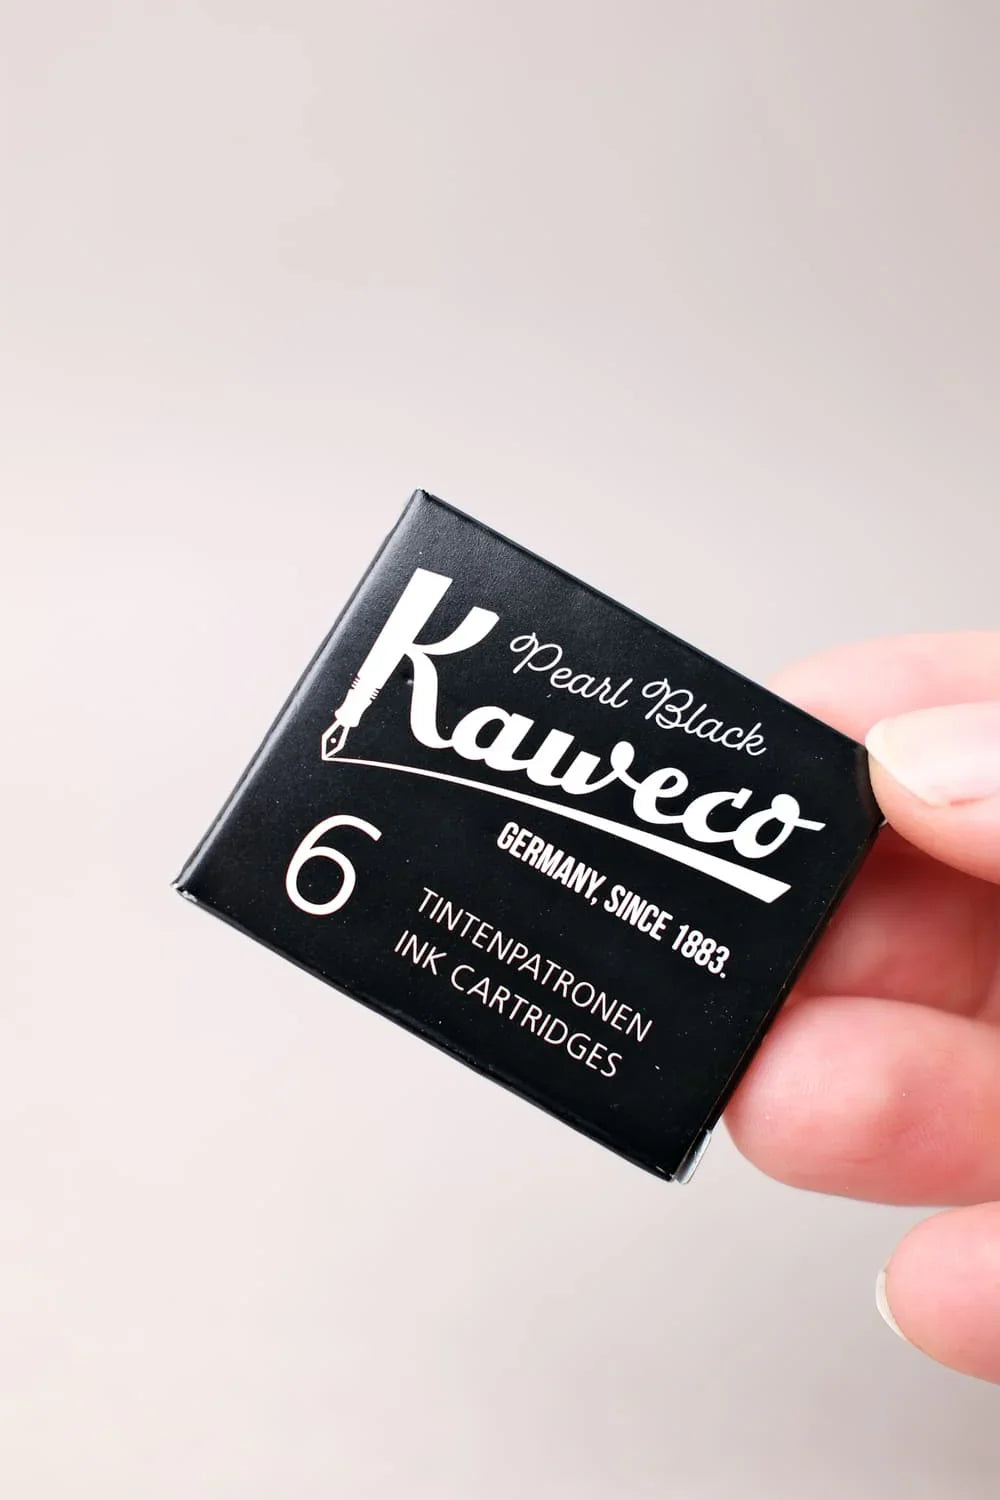 Pearl Black
Kaweco
GERMANY, SINCE 1883.
6
TINTENPATRONEN
INK CARTRIDGES